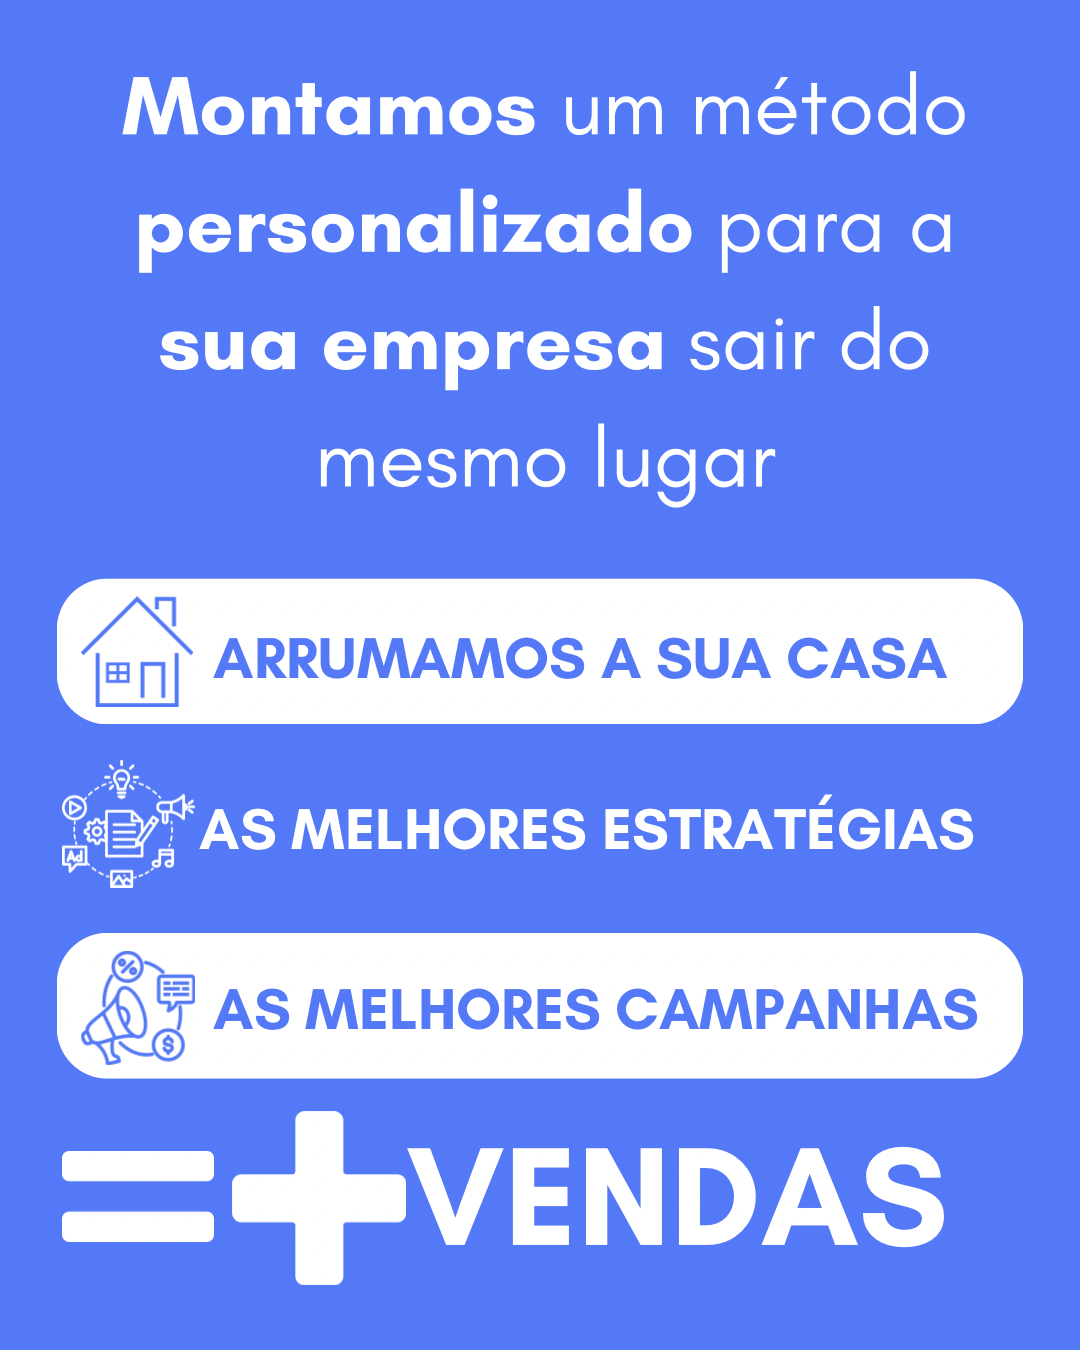 Montamos um método
personalizado para a
sua empresa sair do
mesmo lugar
ARRUMAMOS A SUA CASA
Ad
AS MELHORES ESTRATÉGIAS
%
$
AS MELHORES CAMPANHAS
=+VENDAS